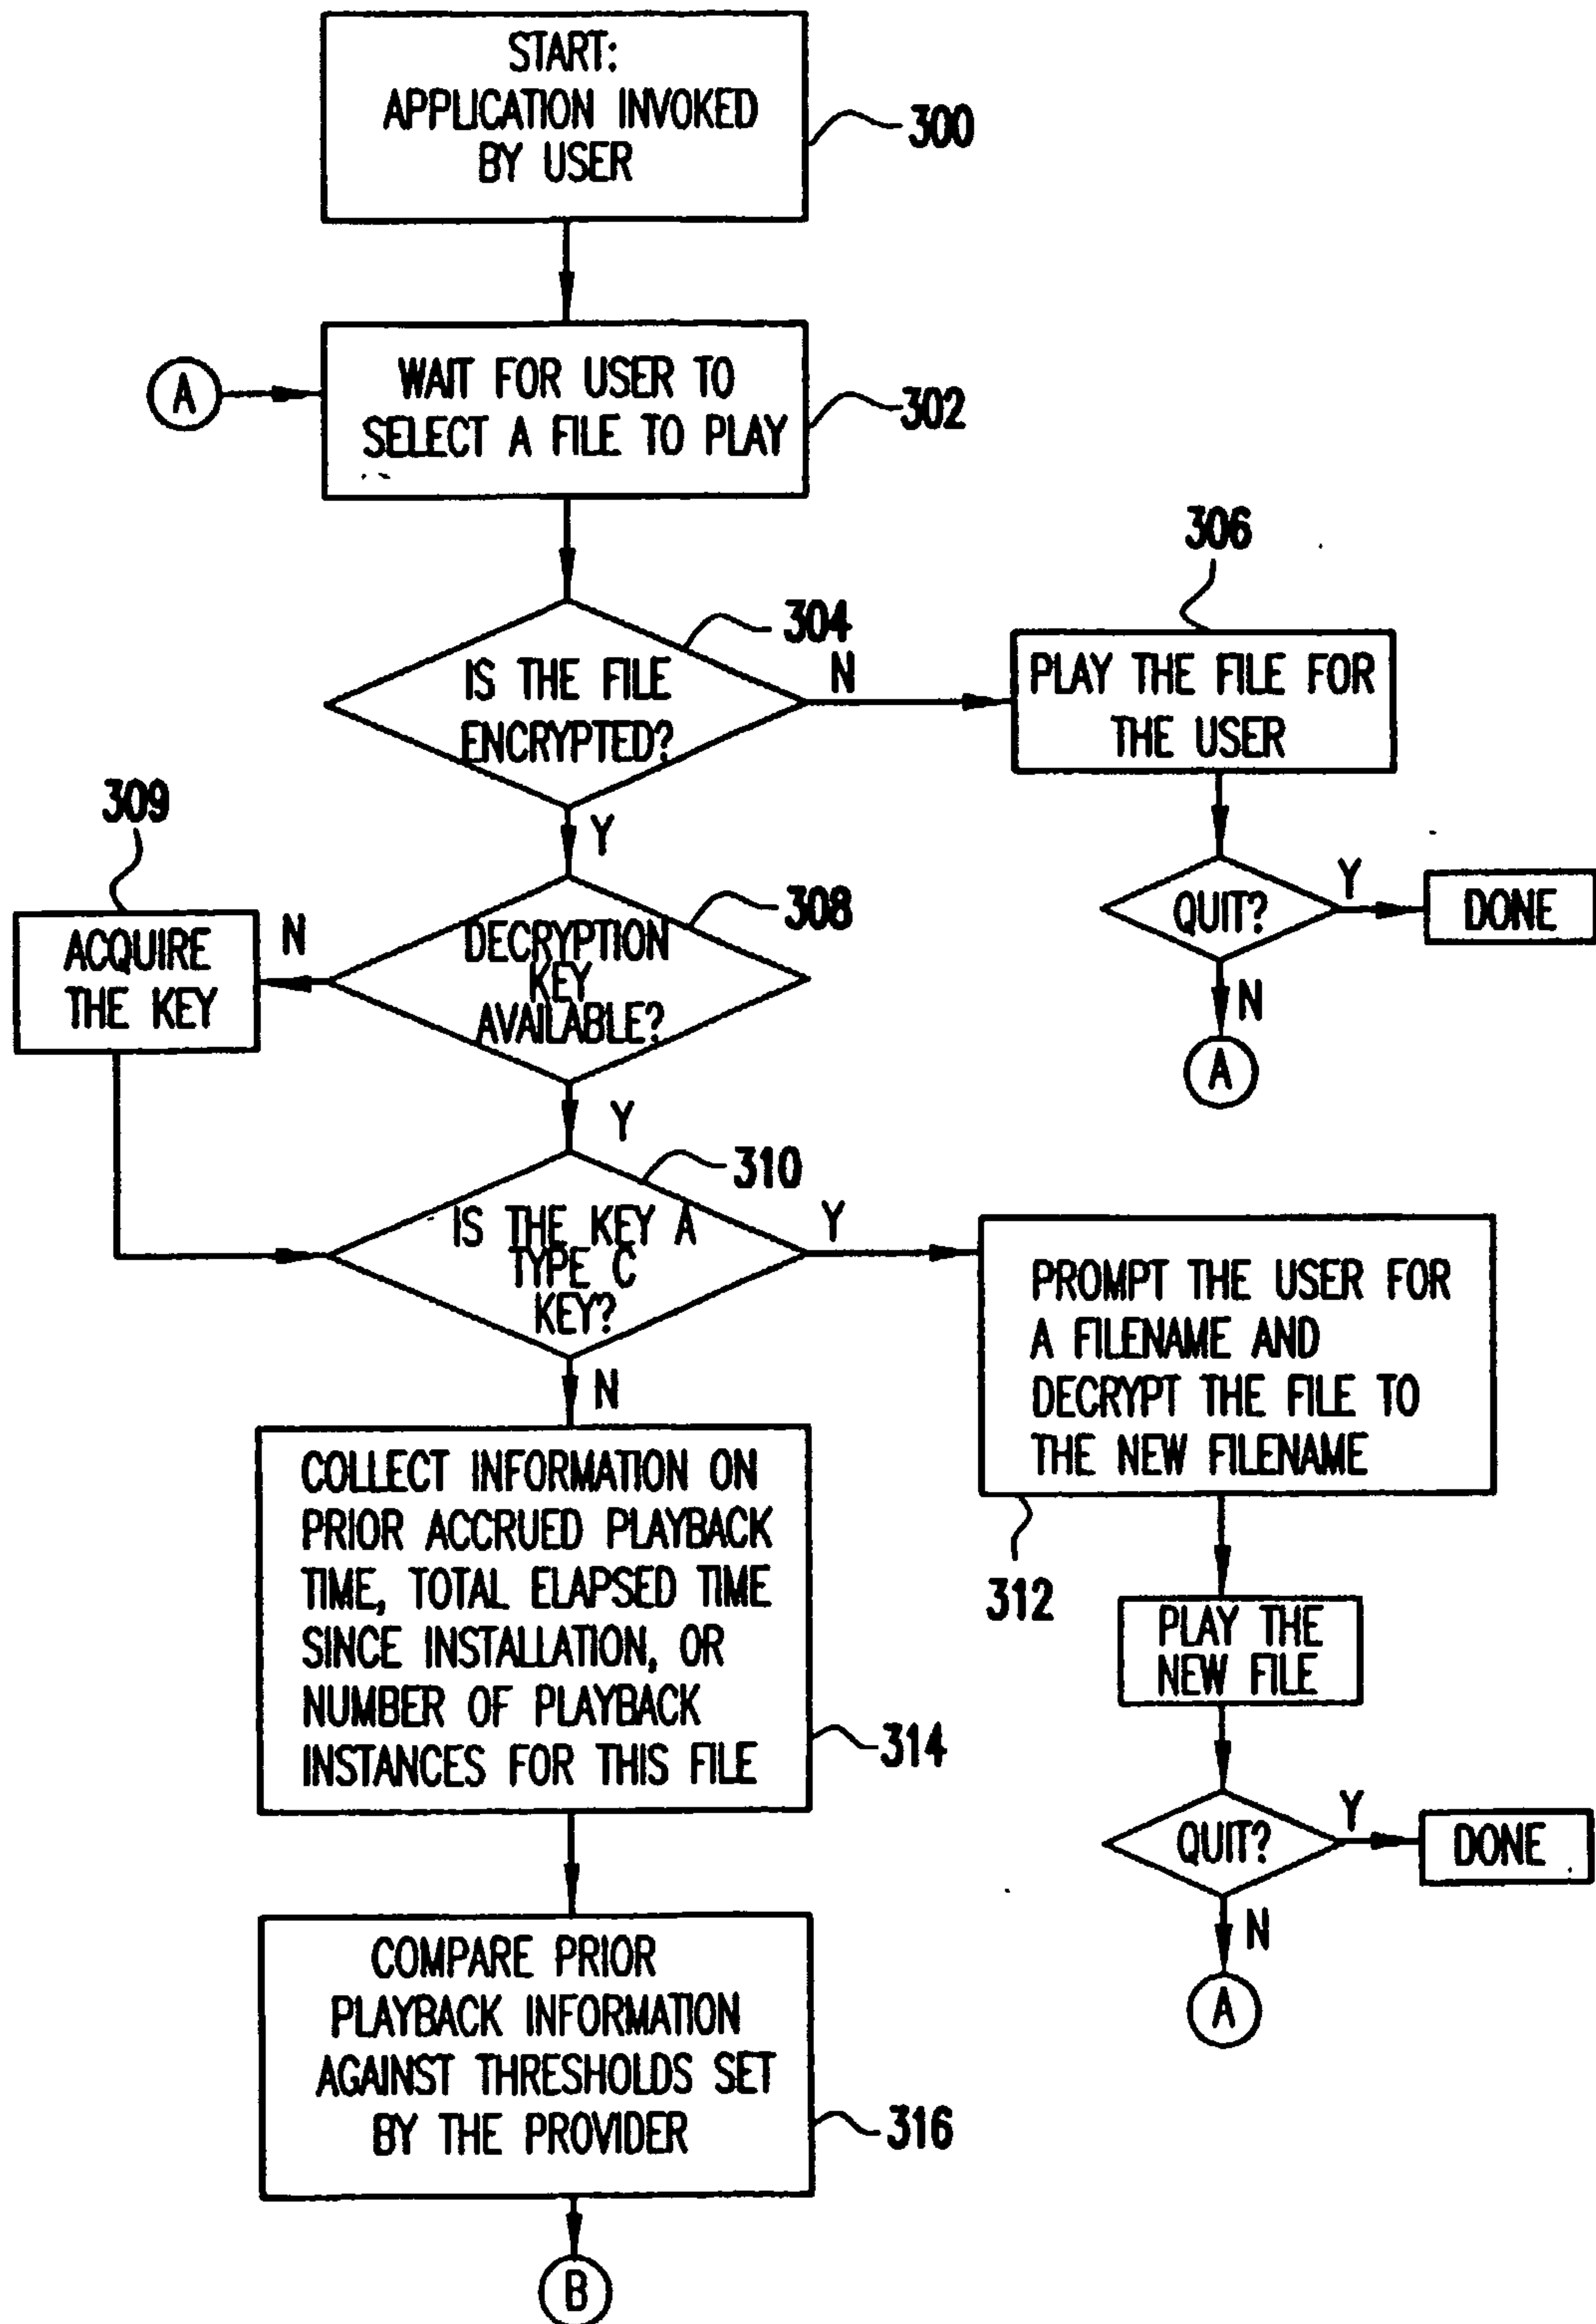 START:
APPLICATION INVOKED
BY USER
300
A
WAIT FOR USER TO
SELECT A FILE TO PLAY
302
304
IS THE FILE
ENCRYPTED?
N
Y
306
PLAY THE FILE FOR
THE USER
QUIT?
Y
DONE
N
A
308
DECRYPTION
KEY
AVAILABLE?
N
Y
309
ACQUIRE
THE KEY
310
IS THE KEY A
TYPE C
KEY?
Y
N
PROMPT THE USER FOR
A FILENAME AND
DECRYPT THE FILE TO
THE NEW FILENAME
312
PLAY THE
NEW FILE
QUIT?
Y
DONE
N
A
COLLECT INFORMATION ON
PRIOR ACCRUED PLAYBACK
TIME, TOTAL ELAPSED TIME
SINCE INSTALLATION, OR
NUMBER OF PLAYBACK
INSTANCES FOR THIS FILE
314
COMPARE PRIOR
PLAYBACK INFORMATION
AGAINST THRESHOLDS SET
BY THE PROVIDER
316
B